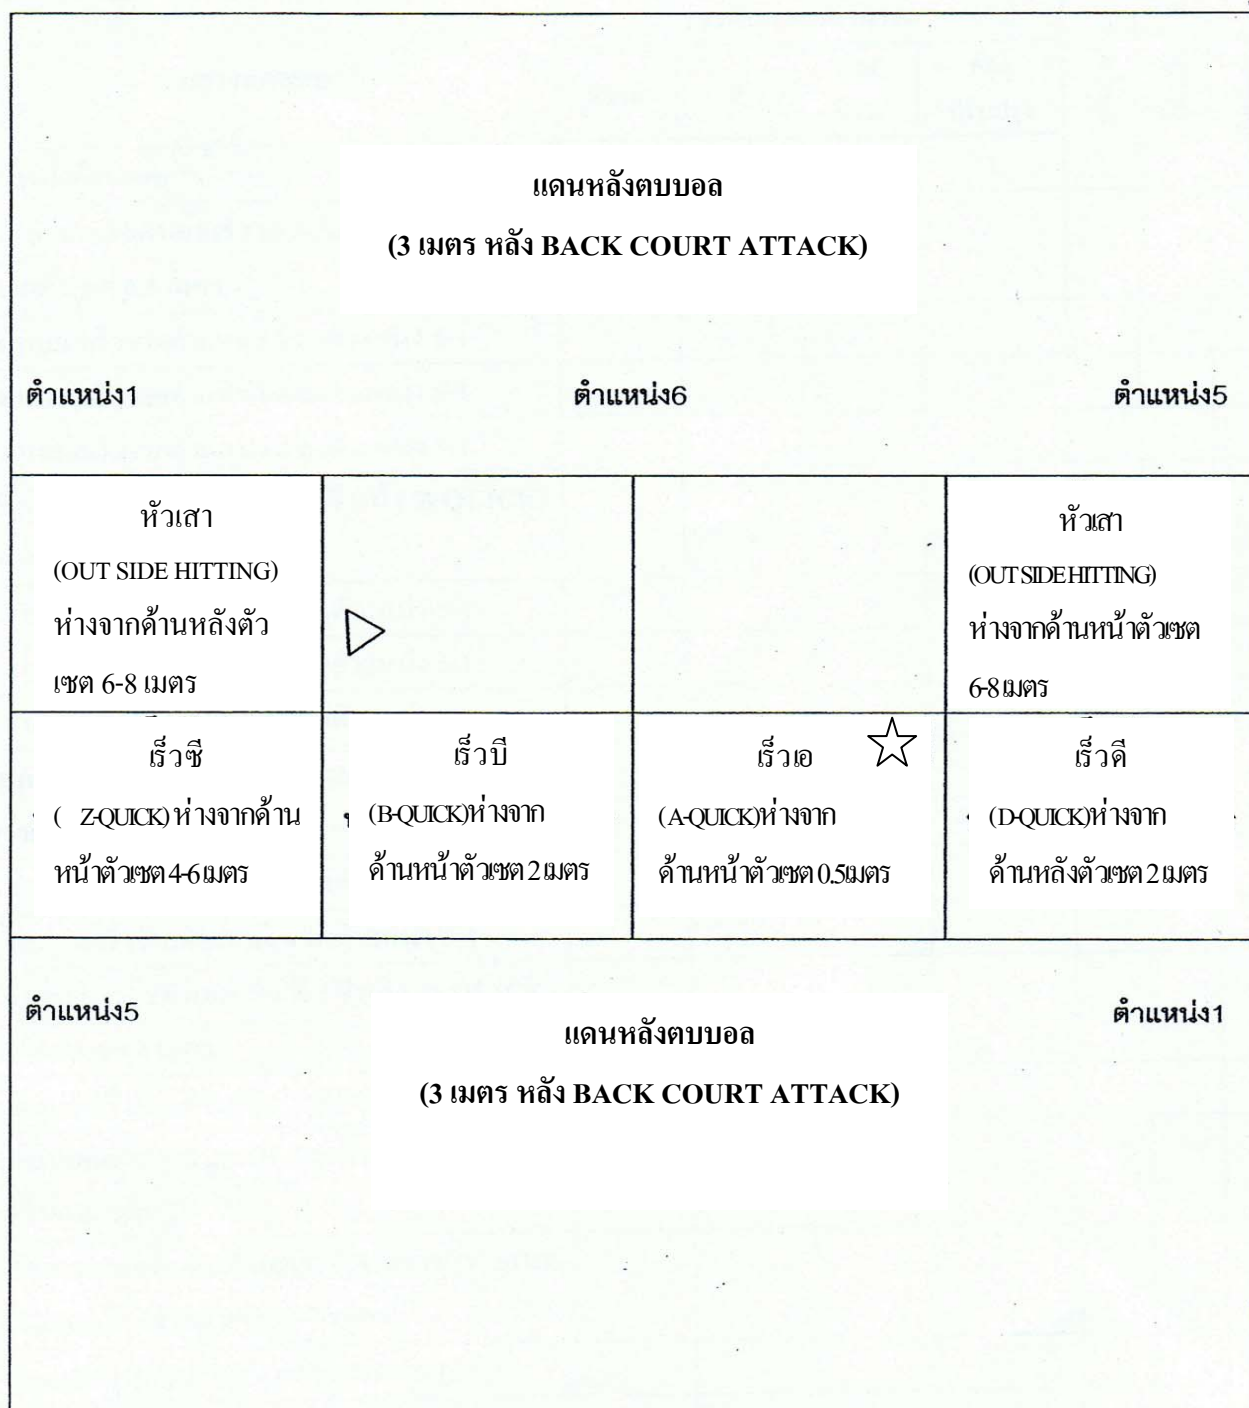 แดนหลังตบบอล
(3 เมตร หลัง BACK COURT ATTACK)
ตำแหน่ง1
ตำแหน่ง6
ตำแหน่ง5
หัวเสา
(OUT SIDE HITTING)
ห่างจากด้านหลังตัว
เซต 6-8 เมตร
หัวเสา
(OUT SIDE HITTING)
ห่างจากด้านหน้าตัวเซต
6-8 เมตร
เร็วซี
( Z-QUICK) ห่างจากด้าน
หน้าตัวเซต 4-6 เมตร
เร็วบี
(B-QUICK)ห่างจาก
ด้านหน้าตัวเซต 2 เมตร
เร็วเอ
(A-QUICK)ห่างจาก
ด้านหน้าตัวเซต 0.5 เมตร
เร็วดี
(D-QUICK)ห่างจาก
ด้านหลังตัวเซต 2 เมตร
ตำแหน่ง5
ตำแหน่ง1
แดนหลังตบบอล
(3 เมตร หลัง BACK COURT ATTACK)